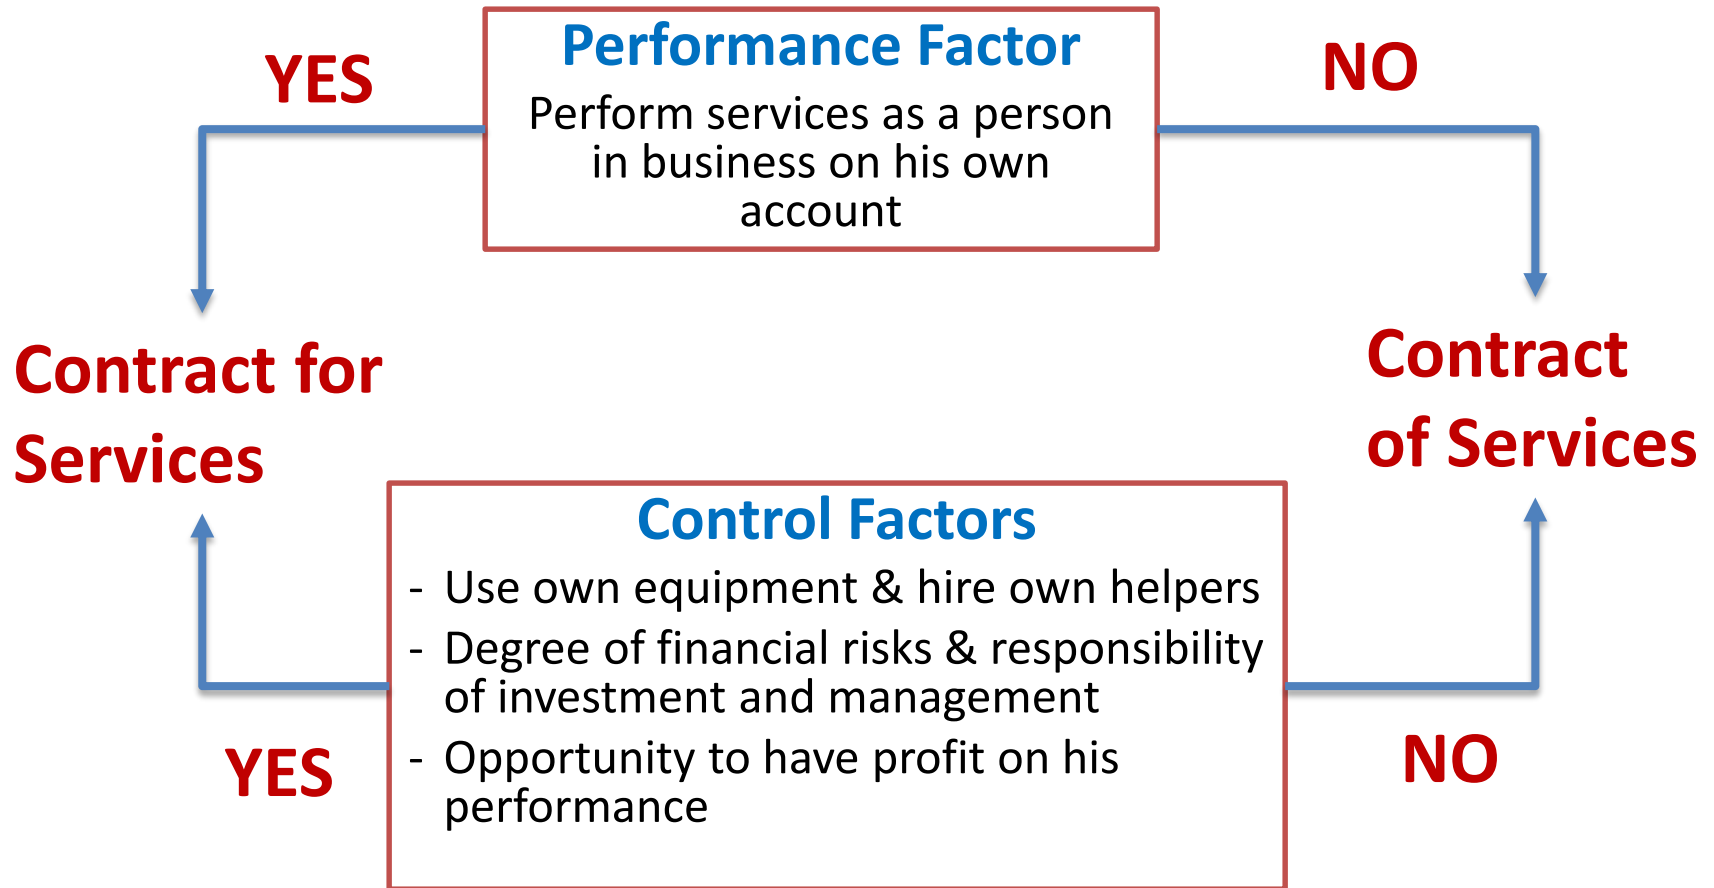 YES
Performance Factor
Perform services as a person
in business on his own
account
NO
Contract for
Services
Contract
of Services
Control Factors
- Use own equipment & hire own helpers
- Degree of financial risks & responsibility
of investment and management
- Opportunity to have profit on his
performance
YES
NO